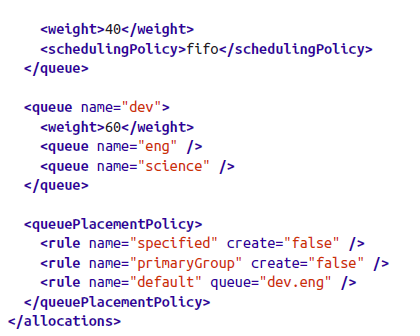 <weight>40</weight>
<schedulingPolicy>fifo</schedulingPolicy>
</queue>
<queue name="dev">
<weight>60</weight>
<queue name="eng" />
<queue name="science" />
</queue>
<queuePlacementPolicy>
<rule name="specified" create="false" />
<rule name="primaryGroup" create="false" />
<rule name="default" queue="dev.eng" />
</queuePlacementPolicy>
</allocations>